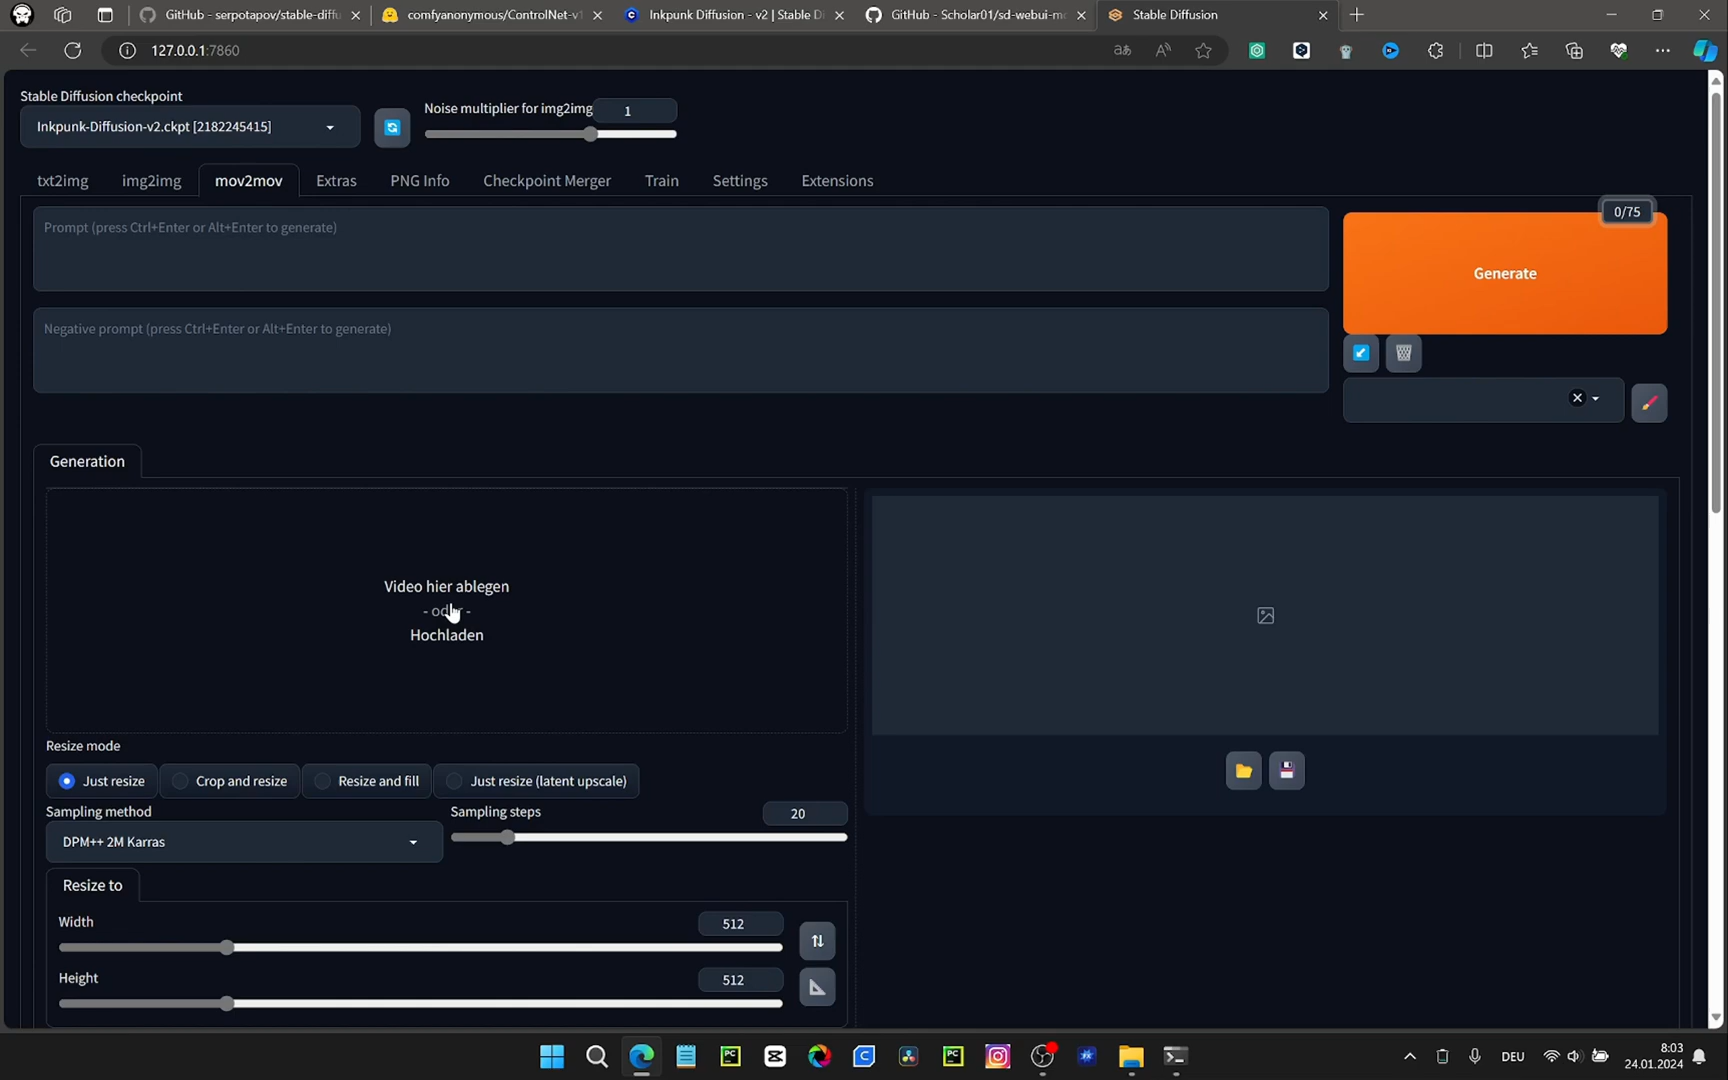 GitHub - serpotapov/stable-diffu
comfyanonymous/ControlNet-v1
Inkpunk Diffusion - v2 | Stable Di
GitHub - Scholar01/sd-webui-mo
Stable Diffusion
127.0.0.1:7860
Stable Diffusion checkpoint
Inkpunk-Diffusion-v2.ckpt [2182245415]
Noise multiplier for img2img
1
txt2img
img2img
mov2mov
Extras
PNG Info
Checkpoint Merger
Train
Settings
Extensions
Prompt (press Ctrl+Enter or Alt+Enter to generate)
0/75
Generate
Negative prompt (press Ctrl+Enter or Alt+Enter to generate)
Generation
Video hier ablegen
- oder -
Hochladen
Resize mode
Just resize
Crop and resize
Resize and fill
Just resize (latent upscale)
Sampling method
DPM++ 2M Karras
Sampling steps
20
Resize to
Width
512
Height
512
DEU
8:03
24.01.2024